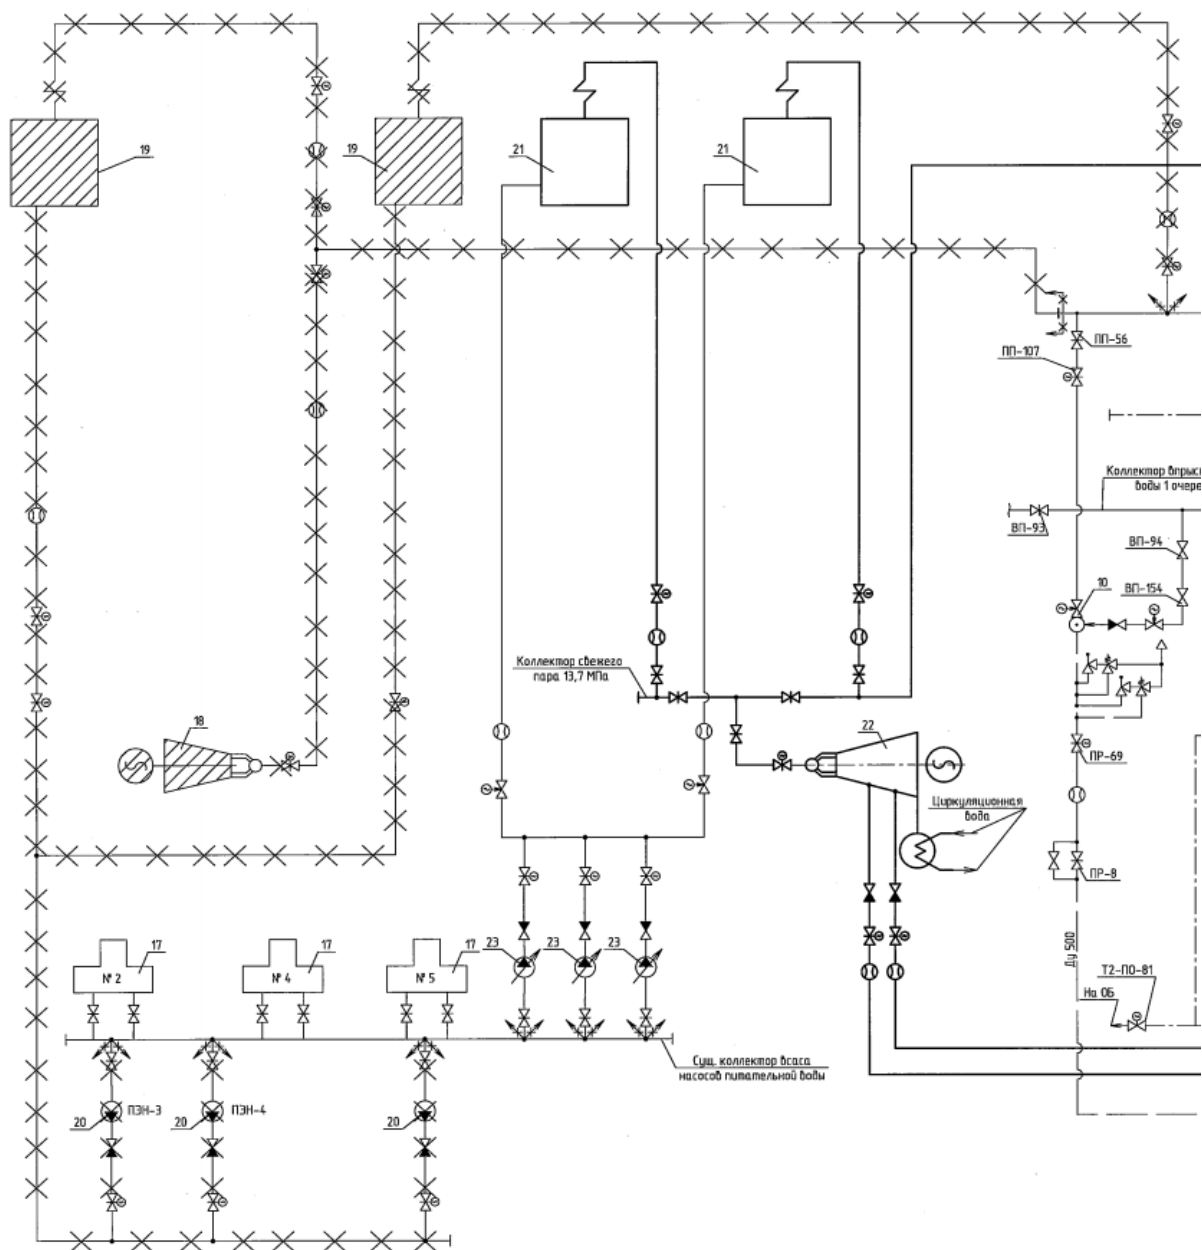 19
19
21
21
ПП-56
ПП-107
Коллектор впрыс
воды 1 очере
ВП-93
ВП-94
ВП-154
10
Коллектор свежего
пара 13,7 МПа
18
22
ПР-69
Циркуляционная
вода
ПР-8
17
17
17
23
23
23
№ 2
№ 4
№ 5
Ду 500
Т2-ПО-81
На ОБ
Сущ. коллектор всаса
насосов питательной воды
ПЭН-3
ПЭН-4
20
20
20